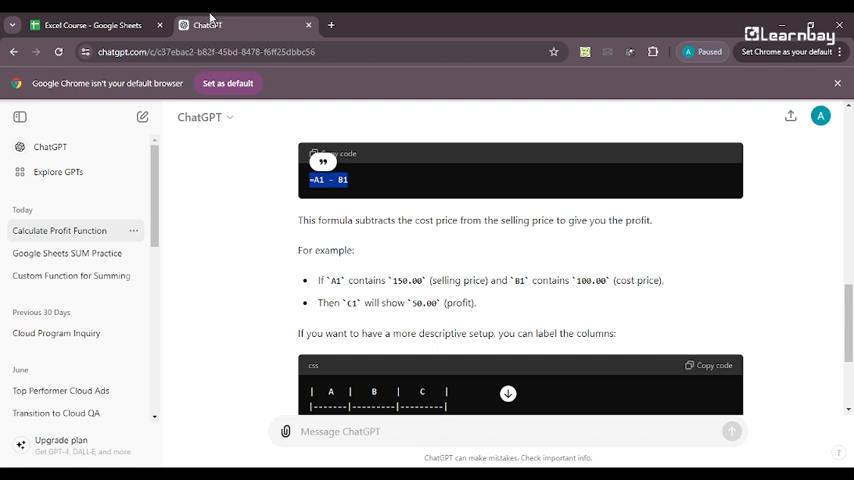 Excel Course - Google Sheets
ChatGPT
Learnbay
chatgpt.com/c/c37ebac2-b82f-45bd-8478-f6ff25dbbc56
A Paused
Set Chrome as your default
Google Chrome isn't your default browser
Set as default
ChatGPT
A
ChatGPT
Explore GPTs
Today
Calculate Profit Function
Google Sheets SUM Practice
Custom Function for Summing
Previous 30 Days
Cloud Program Inquiry
June
Top Performer Cloud Ads
Transition to Cloud QA
Upgrade plan
Get GPT-4, DALL-E, and more
code
=A1 - B1
This formula subtracts the cost price from the selling price to give you the profit.
For example:
• If `A1` contains `150.00` (selling price) and `B1` contains `100.00` (cost price),
• Then `C1` will show `50.00` (profit).
If you want to have a more descriptive setup, you can label the columns:
css
Copy code
| A | B | C |
|-------|---------|---------|
Message ChatGPT
ChatGPT can make mistakes. Check important info.
?